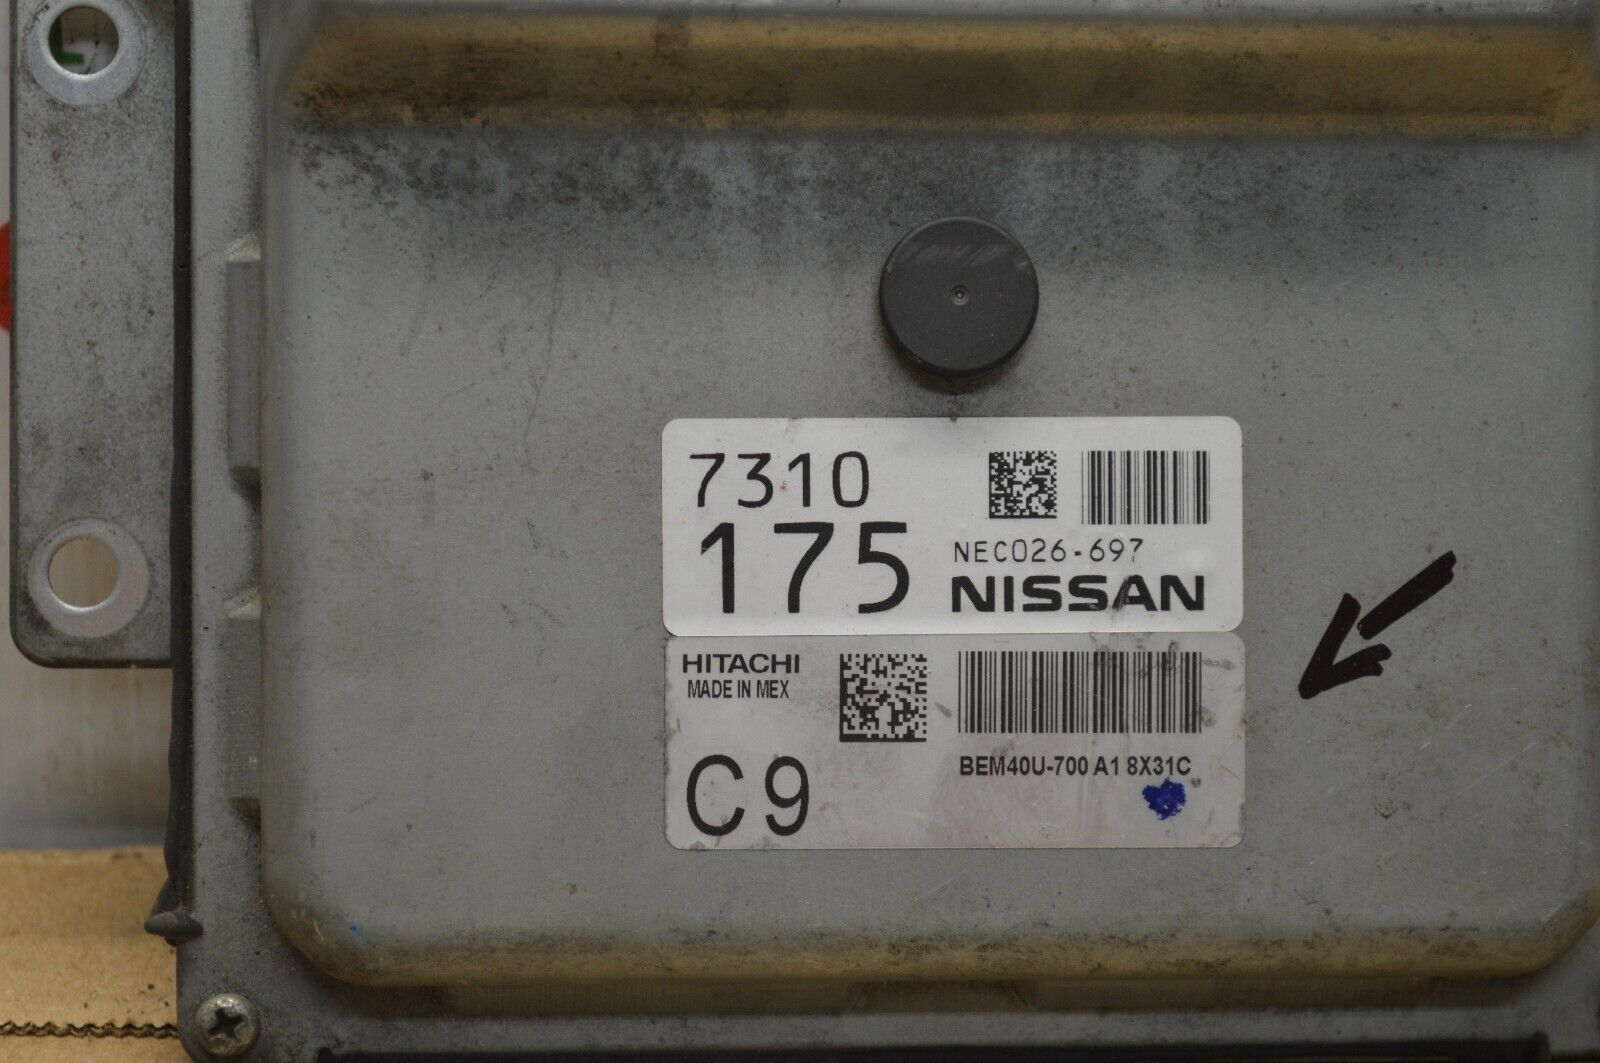 7310
175
NEC026-697
NISSAN
HITACHI
MADE IN MEX
C9
BEM40U-700 A1 8X31C